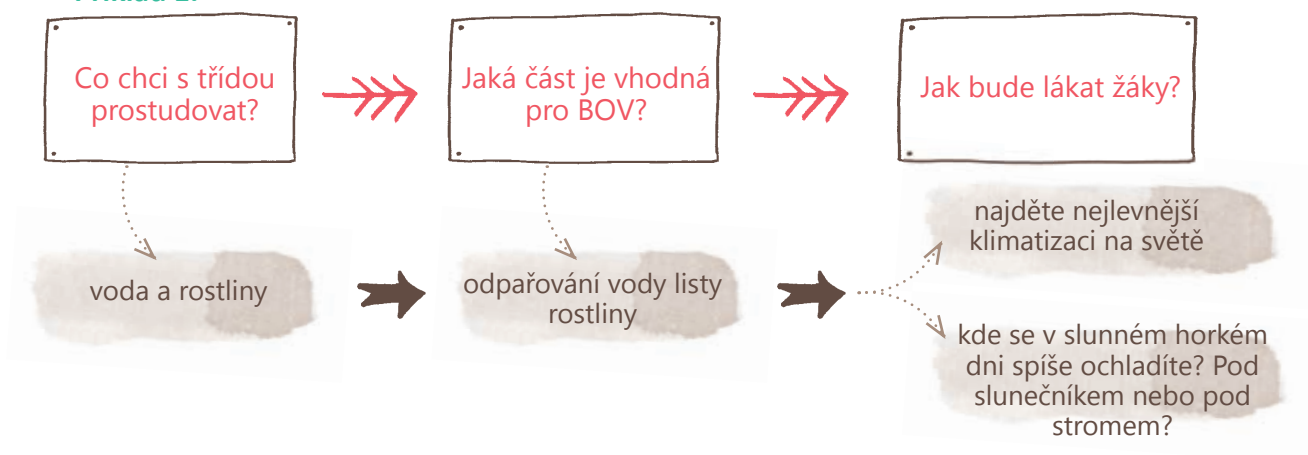 Co chci s třídou
prostudovat?
Jaká část je vhodná
pro BOV?
Jak bude lákat žáky?
voda a rostliny
odpařování vody listy
rostliny
najděte nejlevnější
klimatizaci na světě
kde se v slunném horkém
dni spíše ochladíte? Pod
slunečníkem nebo pod
stromem?